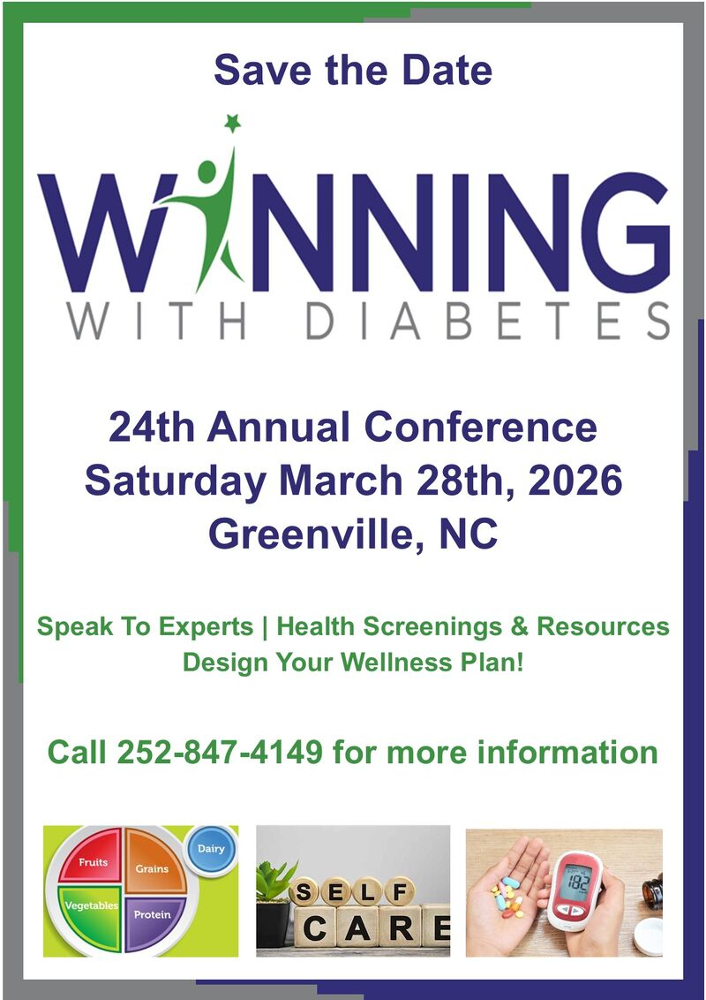 Save the Date
WINNING
WITH DIABETES
24th Annual Conference
Saturday March 28th, 2026
Greenville, NC
Speak To Experts | Health Screenings & Resources
Design Your Wellness Plan!
Call 252-847-4149 for more information
Dairy
Fruits
Grains
Vegetables
Protein
SELF
CARE
182